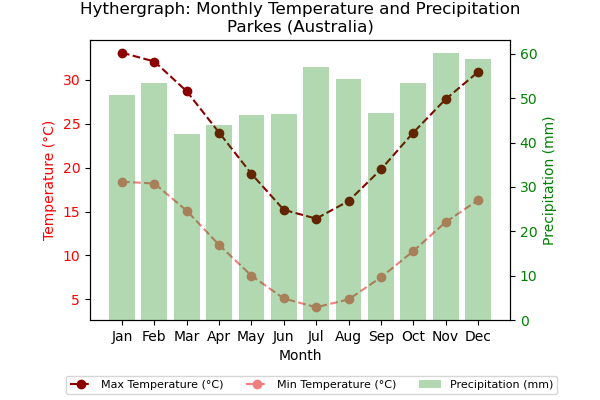 Hythergraph: Monthly Temperature and Precipitation
Parkes (Australia)
Temperature (°C)
30
25
20
15
10
5
Precipitation (mm)
60
50
40
30
20
10
0
Jan Feb Mar Apr May Jun Jul Aug Sep Oct Nov Dec
Month
Max Temperature (°C) Min Temperature (°C) Precipitation (mm)